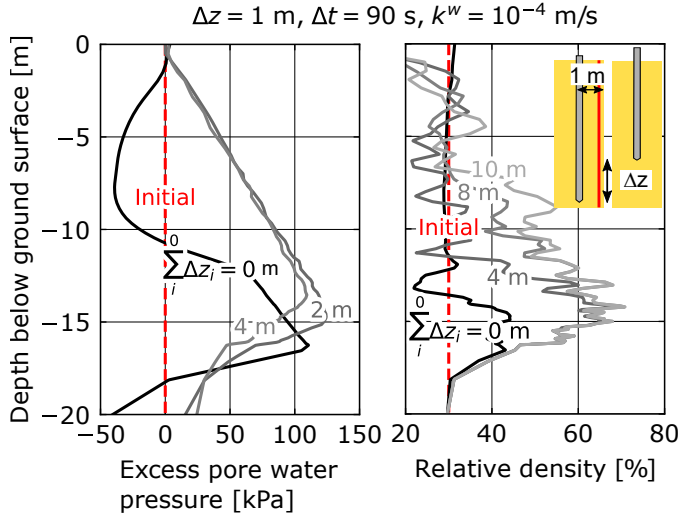 Δz = 1 m, Δt = 90 s, k^w = 10^−4 m/s
Depth below ground surface [m]
0
−5
−10
−15
−20
Initial
0
∑ Δz_i = 0 m
i
4 m
2 m
−50 0 50 100 150
Excess pore water
pressure [kPa]
1 m
Δz
10 m
8 m
Initial
4 m
0
∑ Δz_i = 0 m
i
20 40 60 80
Relative density [%]